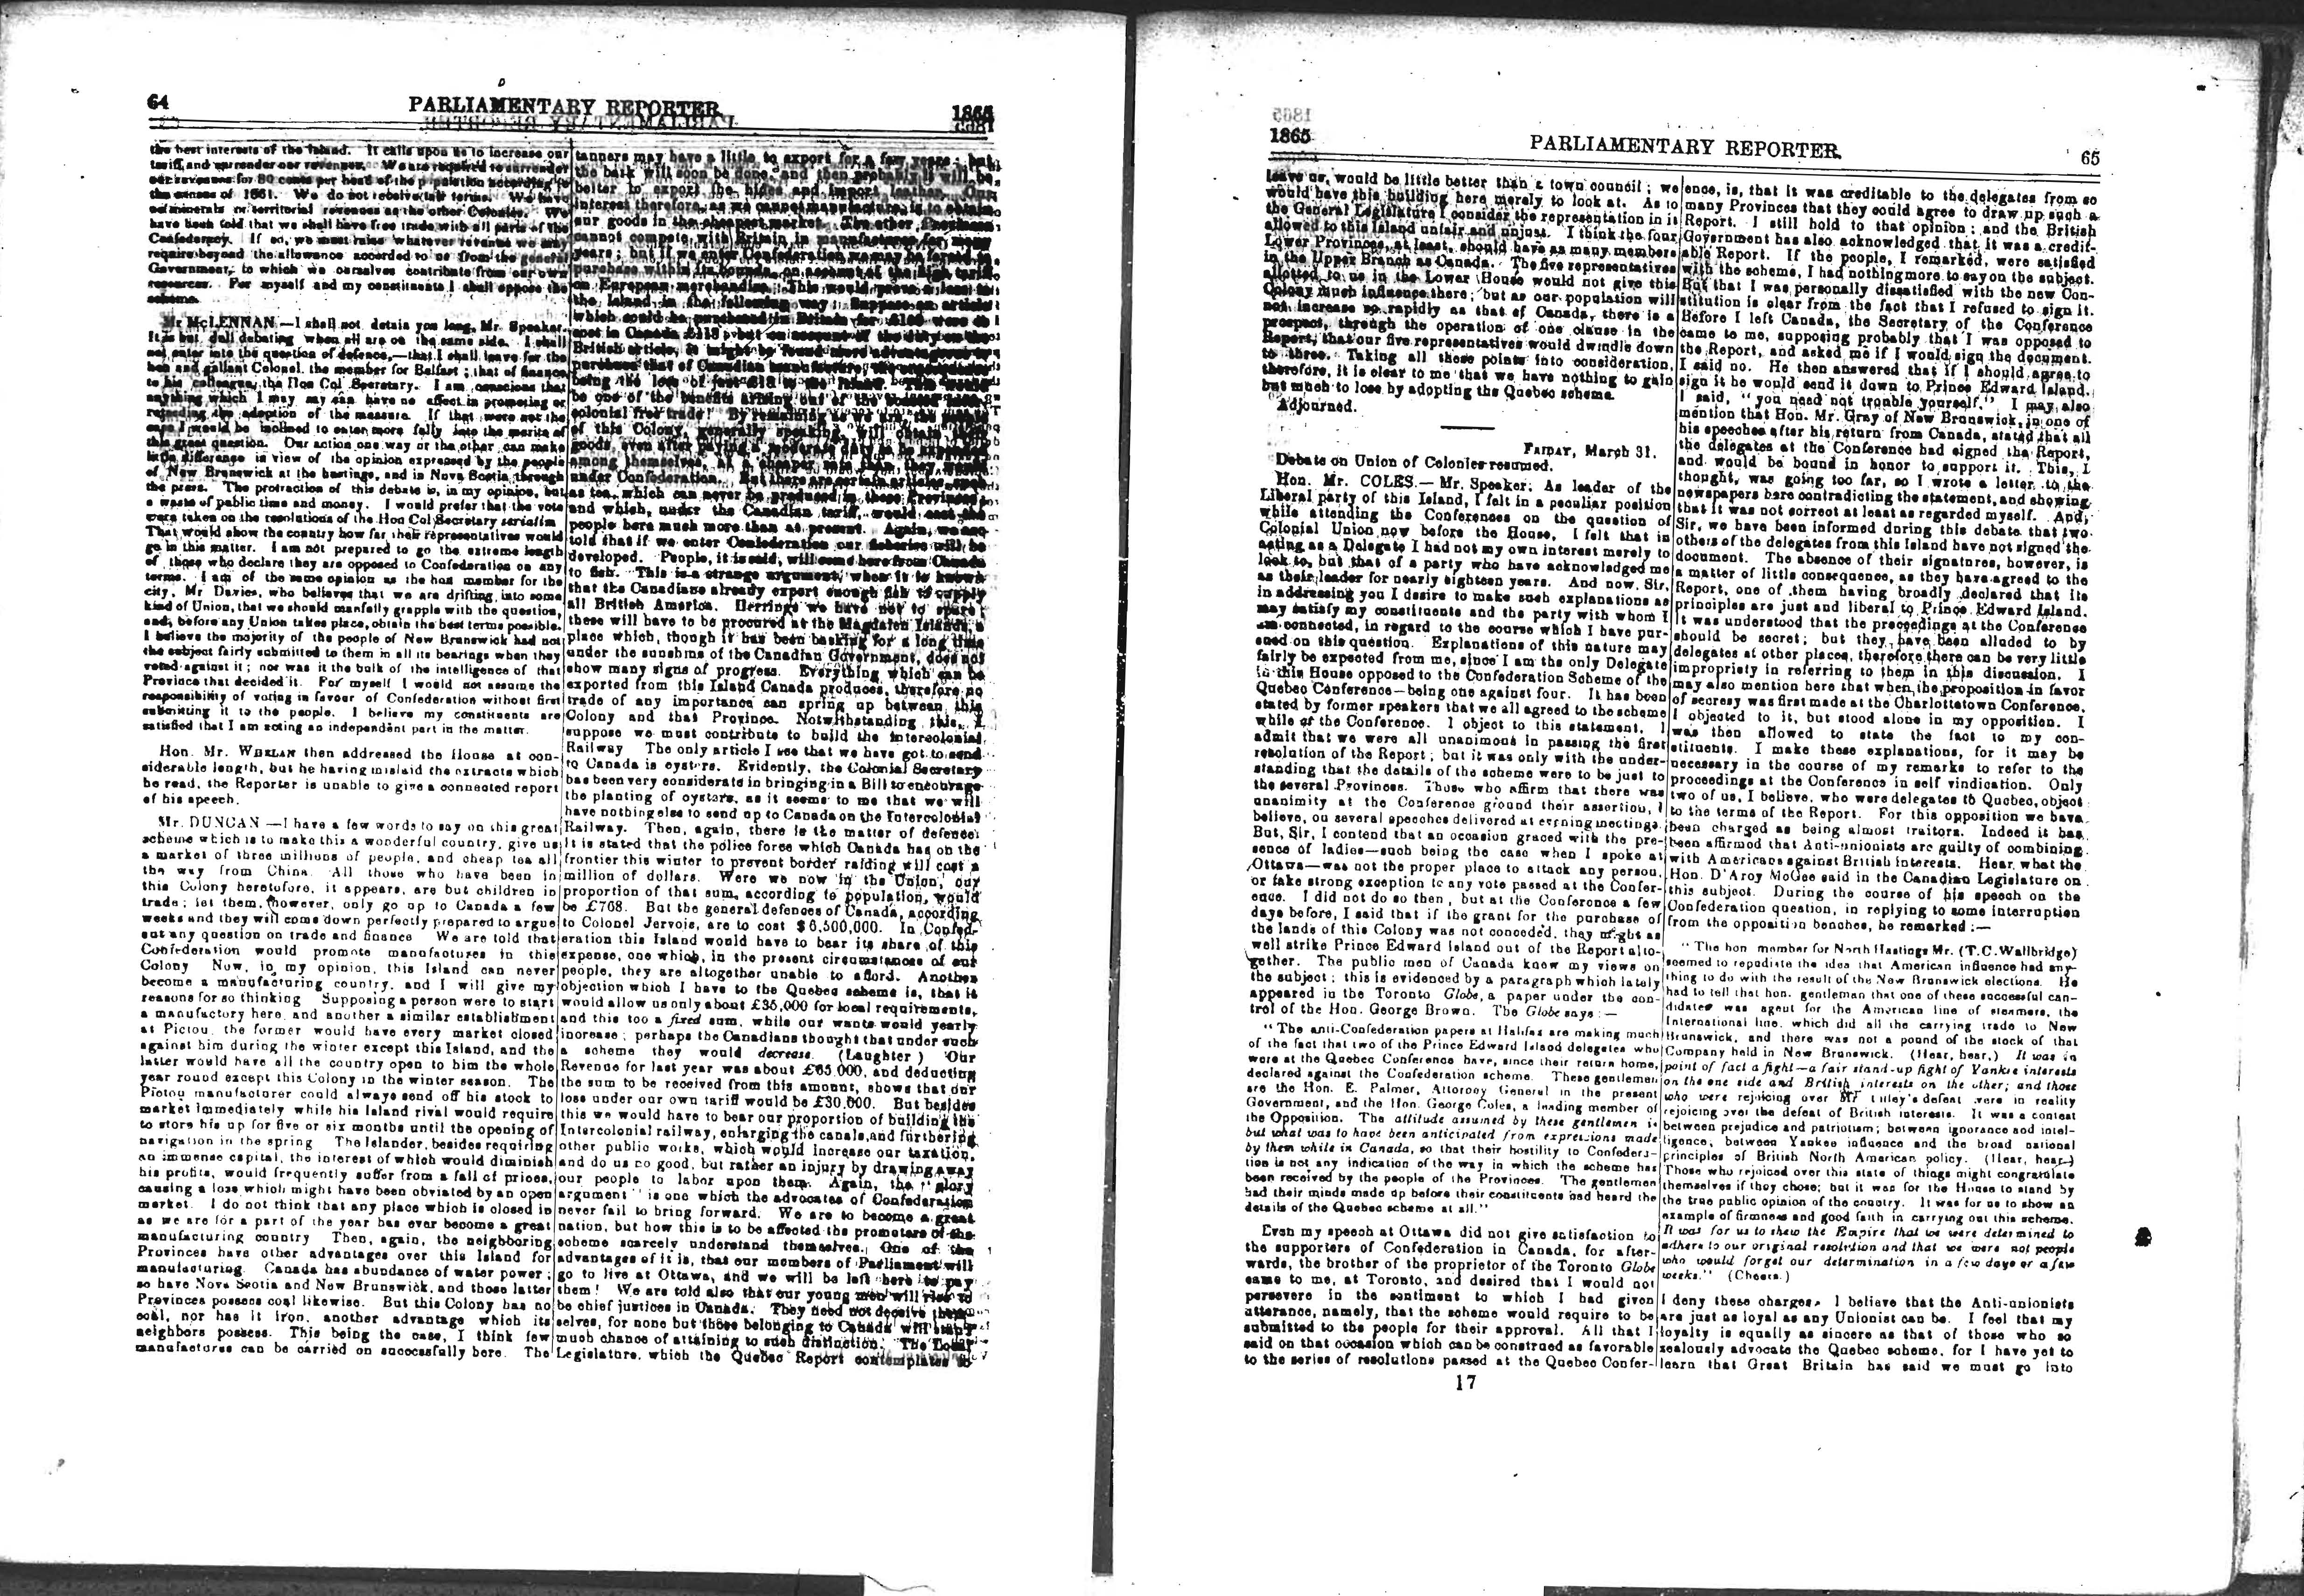 64
PARLIAMENTARY REPORTER
1865
the best interests of the Island. It calls upon us to increase our
tariff, and surrender our revenues. We are required to surrender
our revenues for 80 cents per head of the population according to
the census of 1861. We do not receive fair terms. We have
no minerals or territorial revenues as the other Colonies. We
have been told that we shall have free trade with all parts of the
Confederacy. If so, we must raise whatever revenue we may
require beyond the allowance accorded to us from the general
Government, to which we ourselves contribute from our own
resources. For myself and my constituents I shall oppose the
scheme.
Mr McLENNAN —I shall not detain you long, Mr. Speaker.
It is but dull debating when all are on the same side. I shall
not enter into the question of defence,—that I shall leave for the
hon and gallant Colonel, the member for Belfast; that of finance
to his colleague, the Hon Col Secretary. I am conscious that
anything which I may say can have no effect in promoting or
retarding the adoption of the measure. If that were not the
case I would be inclined to enter more fully into the merits of
this great question. Our action one way or the other can make
little difference in view of the opinion expressed by the people
of New Brunswick at the hustings, and in Nova Scotia through
the press. The protraction of this debate is, in my opinion, but
a waste of public time and money. I would prefer that the vote
were taken on the resolutions of the Hon Col Secretary seriatim
That would show the country how far their representatives would
go in this matter. I am not prepared to go the extreme length
of those who declare they are opposed to Confederation on any
terms. I am of the same opinion as the hon member for the
city, Mr Davies, who believes that we are drifting into some
kind of Union, that we should manfully grapple with the question,
and, before any Union takes place, obtain the best terms possible.
I believe the majority of the people of New Brunswick had not
the subject fairly submitted to them in all its bearings when they
voted against it; nor was it the bulk of the intelligence of that
Province that decided it. For myself I would not assume the
responsibility of voting in favour of Confederation without first
submitting it to the people. I believe my constituents are
satisfied that I am acting an independent part in the matter.
Hon. Mr. WHELAN then addressed the House at con-
siderable length, but he having mislaid the extracts which
he read, the Reporter is unable to give a connected report
of his speech.
Mr. DUNCAN —I have a few words to say on this great
scheme which is to make this a wonderful country, give us
a market of three millions of people, and cheap tea all
the way from China. All those who have been in
this Colony heretofore, it appears, are but children in
trade; let them, however, only go up to Canada a few
weeks and they will come down perfectly prepared to argue
out any question on trade and finance We are told that
Confederation would promote manufactures in this
Colony Now, in my opinion, this Island can never
become a manufacturing country, and I will give my
reasons for so thinking Supposing a person were to start
a manufactory here, and another a similar establishment
at Pictou, the former would have every market closed
against him during the winter except this Island, and the
latter would have all the country open to him the whole
year round except this Colony in the winter season. The
Pictou manufacturer could always send off his stock to
market immediately while his Island rival would require
to store his up for five or six months until the opening of
navigation in the spring The Islander, besides requiring
an immense capital, the interest of which would diminish
his profits, would frequently suffer from a fall of prices,
causing a loss which might have been obviated by an open
market. I do not think that any place which is closed in
as we are for a part of the year has ever become a great
manufacturing country Then, again, the neighboring
Provinces have other advantages over this Island for
manufacturing. Canada has abundance of water power;
so have Nova Scotia and New Brunswick, and those latter
Provinces possess coal likewise. But this Colony has no
coal, nor has it iron, another advantage which its
neighbors possess. This being the case, I think few
manufactures can be carried on successfully here. The
tanners may have a little to export for a few years; but
the bark will soon be done, and then probably it will be
better to export the hides and import leather. Our
interest therefore, as we cannot manufacture, is to obtain
our goods in the cheapest market. The other Provinces
cannot compete with Britain in manufactures for many
years; but if we enter Confederation we may be forced to
purchase within its bounds, on account of the high tariff
on European merchandise. This would prove a loss to
the Island in the following way: Suppose an article
which could be purchased in Britain for £100 were to
cost in Canada £113, but on account of the duty on the
British article, it might be found more advantageous to
purchase that of Canadian manufacture, the consequence
being the loss of just £13 to the Island. This would
be one of the benefits arising out of the boasted inter-
colonial free trade! By remaining as we are, the people
of this Colony, generally speaking, will obtain their
goods, even after paying a moderate duty to be expended
among themselves, at a cheaper rate than they would
under Confederation. But there are certain articles such
as tea, which can never be produced in these Provinces,
and which, under the Canadian tariff, would cost the
people here much more than at present. Again, we are
told that if we enter Confederation our fisheries will be
developed. People, it is said, will come here from Canada
to fish. This is a strange argument, when it is known
that the Canadians already export enough fish to supply
all British America. Herrings we have not to spare;
these will have to be procured at the Magdalen Islands, a
place which, though it has been basking for a long time
under the sunshine of the Canadian Government, does not
show many signs of progress. Everything which can be
exported from this Island Canada produces, therefore no
trade of any importance can spring up between this
Colony and that Province. Notwithstanding this, I
suppose we must contribute to build the Intercolonial
Railway The only article I see that we have got to send
to Canada is oysters. Evidently, the Colonial Secretary
has been very considerate in bringing in a Bill to encourage
the planting of oysters, as it seems to me that we will
have nothing else to send up to Canada on the Intercolonial
Railway. Then, again, there is the matter of defence.
It is stated that the police force which Canada has on the
frontier this winter to prevent border raiding will cost a
million of dollars. Were we now in the Union, our
proportion of that sum, according to population, would
be £768. But the general defences of Canada, according
to Colonel Jervois, are to cost $6,500,000. In Confed-
eration this Island would have to bear its share of this
expense, one which, in the present circumstances of our
people, they are altogether unable to afford. Another
objection which I have to the Quebec scheme is, that it
would allow us only about £35,000 for local requirements,
and this too a fixed sum, while our wants would yearly
increase; perhaps the Canadians thought that under such
a scheme they would decrease. (Laughter) Our
Revenue for last year was about £65,000, and deducting
the sum to be received from this amount, shows that our
loss under our own tariff would be £30,000. But besides
this we would have to bear our proportion of building the
Intercolonial railway, enlarging the canals, and furthering
other public works, which would increase our taxation,
and do us no good, but rather an injury by drawing away
our people to labor upon them. Again, the "glory
argument" is one which the advocates of Confederation
never fail to bring forward. We are to become a great
nation, but how this is to be affected the promoters of the
scheme scarcely understand themselves. One of the
advantages of it is, that our members of Parliament will
go to live at Ottawa, and we will be left here to pay
them! We are told also that our young men will rise to
be chief justices in Canada. They need not deceive them-
selves, for none but those belonging to Canada will stand
much chance of attaining to such distinction. The Local
Legislature, which the Quebec Report contemplates to
1865
PARLIAMENTARY REPORTER
65
leave us, would be little better than a town council; we
would have this building here merely to look at. As to
the General Legislature I consider the representation in it
allowed to this Island unfair and unjust. I think the four
Lower Provinces, at least, should have as many members
in the Upper Branch as Canada. The five representatives
allotted to us in the Lower House would not give this
Colony much influence there; but as our population will
not increase so rapidly as that of Canada, there is a
prospect, through the operation of one clause in the
Report, that our five representatives would dwindle down
to three. Taking all these points into consideration,
therefore, it is clear to me that we have nothing to gain
but much to lose by adopting the Quebec scheme.
Adjourned.
FRIDAY, March 31.
Debate on Union of Colonies resumed.
Hon. Mr. COLES.— Mr. Speaker: As leader of the
Liberal party of this Island, I felt in a peculiar position
while attending the Conferences on the question of
Colonial Union now before the House. I felt that in
acting as a Delegate I had not my own interest merely to
look to, but that of a party who have acknowledged me
as their leader for nearly eighteen years. And now, Sir,
in addressing you I desire to make such explanations as
may satisfy my constituents and the party with whom I
am connected, in regard to the course which I have pur-
sued on this question. Explanations of this nature may
fairly be expected from me, since I am the only Delegate
in this House opposed to the Confederation Scheme of the
Quebec Conference—being one against four. It has been
stated by former speakers that we all agreed to the scheme
while at the Conference. I object to this statement. I
admit that we were all unanimous in passing the first
resolution of the Report; but it was only with the under-
standing that the details of the scheme were to be just to
the several Provinces. Those who affirm that there was
unanimity at the Conference ground their assertion, I
believe, on several speeches delivered at evening meetings.
But, Sir, I contend that an occasion graced with the pre-
sence of ladies—such being the case when I spoke at
Ottawa—was not the proper place to attack any person,
or take strong exception to any vote passed at the Confer-
ence. I did not do so then, but at the Conference a few
days before, I said that if the grant for the purchase of
the lands of this Colony was not conceded, they might as
well strike Prince Edward Island out of the Report alto-
gether. The public men of Canada knew my views on
the subject; this is evidenced by a paragraph which lately
appeared in the Toronto Globe, a paper under the con-
trol of the Hon. George Brown. The Globe says:—
"The anti-Confederation papers at Halifax are making much
of the fact that two of the Prince Edward Island delegates who
were at the Quebec Conference have, since their return home,
declared against the Confederation scheme. These gentlemen
are the Hon. E. Palmer, Attorney General in the present
Government, and the Hon. George Coles, a leading member of
the Opposition. The attitude assumed by these gentlemen is
but what was to have been anticipated from expressions made
by them while in Canada, so that their hostility to Confedera-
tion is not any indication of the way in which the scheme has
been received by the people of the Provinces. The gentlemen
had their minds made up before their constituents had heard the
details of the Quebec scheme at all."
Even my speech at Ottawa did not give satisfaction to
the supporters of Confederation in Canada, for after-
wards, the brother of the proprietor of the Toronto Globe
came to me, at Toronto, and desired that I would not
persevere in the sentiment to which I had given
utterance, namely, that the scheme would require to be
submitted to the people for their approval. All that I
said on that occasion which can be construed as favorable
to the series of resolutions passed at the Quebec Confer-
ence, is, that it was creditable to the delegates from so
many Provinces that they could agree to draw up such a
Report. I still hold to that opinion; and the British
Government has also acknowledged that it was a credit-
able Report. If the people, I remarked, were satisfied
with the scheme, I had nothing more to say on the subject.
But that I was personally dissatisfied with the new Con-
stitution is clear from the fact that I refused to sign it.
Before I left Canada, the Secretary of the Conference
came to me, supposing probably that I was opposed to
the Report, and asked me if I would sign the document.
I said no. He then answered that if I should agree to
sign it he would send it down to Prince Edward Island.
I said, "you need not trouble yourself." I may also
mention that Hon. Mr. Gray of New Brunswick, in one of
his speeches after his return from Canada, stated that all
the delegates at the Conference had signed the Report,
and would be bound in honor to support it. This, I
thought, was going too far, so I wrote a letter to the
newspapers here contradicting the statement, and showing
that it was not correct at least as regarded myself. And,
Sir, we have been informed during this debate that two
others of the delegates from this Island have not signed the
document. The absence of their signatures, however, is
a matter of little consequence, as they have agreed to the
Report, one of them having broadly declared that its
principles are just and liberal to Prince Edward Island.
It was understood that the proceedings at the Conference
should be secret; but they have been alluded to by
delegates at other places, therefore there can be very little
impropriety in referring to them in this discussion. I
may also mention here that when the proposition in favor
of secresy was first made at the Charlottetown Conference,
I objected to it, but stood alone in my opposition. I
was then allowed to state the fact to my con-
stituents. I make these explanations, for it may be
necessary in the course of my remarks to refer to the
proceedings at the Conference in self vindication. Only
two of us, I believe, who were delegates to Quebec, object
to the terms of the Report. For this opposition we have
been charged as being almost traitors. Indeed it has
been affirmed that Anti-unionists are guilty of combining
with Americans against British interests. Hear what the
Hon. D'Arcy McGee said in the Canadian Legislature on
this subject. During the course of his speech on the
Confederation question, in replying to some interruption
from the opposition benches, he remarked:—
"The hon member for North Hastings Mr. (T.C. Wallbridge)
seemed to repudiate the idea that American influence had any-
thing to do with the result of the New Brunswick elections. He
had to tell that hon. gentleman that one of these successful can-
didates was agent for the American line of steamers, the
International line, which did all the carrying trade to New
Brunswick, and there was not a pound of the stock of that
Company held in New Brunswick. (Hear, hear.) It was in
point of fact a fight—a fair stand-up fight of Yankee interests
on the one side and British interests on the other; and those
who were rejoicing over Mr Tilley's defeat were in reality
rejoicing over the defeat of British interests. It was a contest
between prejudice and patriotism; between ignorance and intel-
ligence, between Yankee influence and the broad national
principles of British North American policy. (Hear, hear.)
Those who rejoiced over this state of things might congratulate
themselves if they chose; but it was for the House to stand by
the true public opinion of the country. It was for us to show an
example of firmness and good faith in carrying out this scheme.
It was for us to shew the Empire that we were determined to
adhere to our original resolution and that we were not people
who would forget our determination in a few days or a few
weeks." (Cheers.)
I deny these charges. I believe that the Anti-unionists
are just as loyal as any Unionist can be. I feel that my
loyalty is equally as sincere as that of those who so
zealously advocate the Quebec scheme, for I have yet to
learn that Great Britain has said we must go into
17